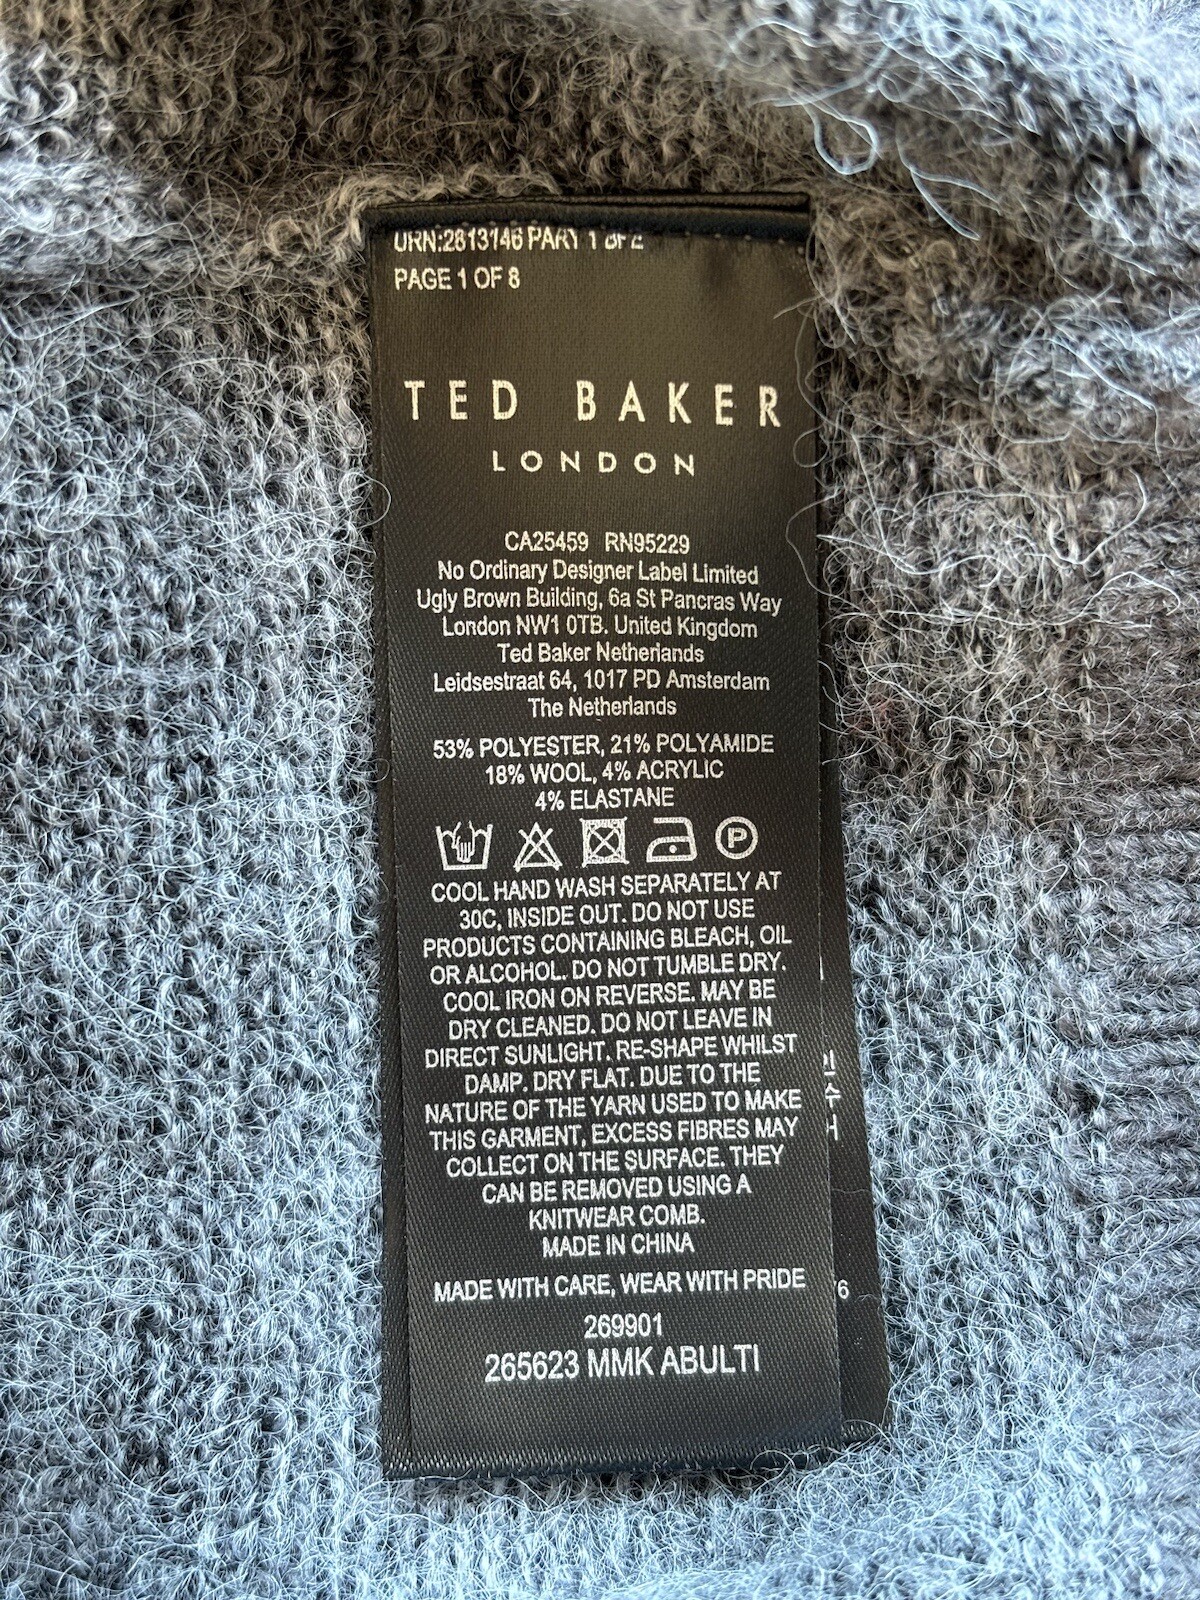 URN:2813146 PART 1 OF 2
PAGE 1 OF 8
TED BAKER
LONDON
CA25459 RN95229
No Ordinary Designer Label Limited
Ugly Brown Building, 6a St Pancras Way
London NW1 0TB. United Kingdom
Ted Baker Netherlands
Leidsestraat 64, 1017 PD Amsterdam
The Netherlands
53% POLYESTER, 21% POLYAMIDE
18% WOOL, 4% ACRYLIC
4% ELASTANE
P
COOL HAND WASH SEPARATELY AT
30C, INSIDE OUT. DO NOT USE
PRODUCTS CONTAINING BLEACH, OIL
OR ALCOHOL. DO NOT TUMBLE DRY.
COOL IRON ON REVERSE. MAY BE
DRY CLEANED. DO NOT LEAVE IN
DIRECT SUNLIGHT. RE-SHAPE WHILST
DAMP. DRY FLAT. DUE TO THE
NATURE OF THE YARN USED TO MAKE
THIS GARMENT, EXCESS FIBRES MAY
COLLECT ON THE SURFACE. THEY
CAN BE REMOVED USING A
KNITWEAR COMB.
MADE IN CHINA
MADE WITH CARE, WEAR WITH PRIDE
269901
265623 MMK ABULTI